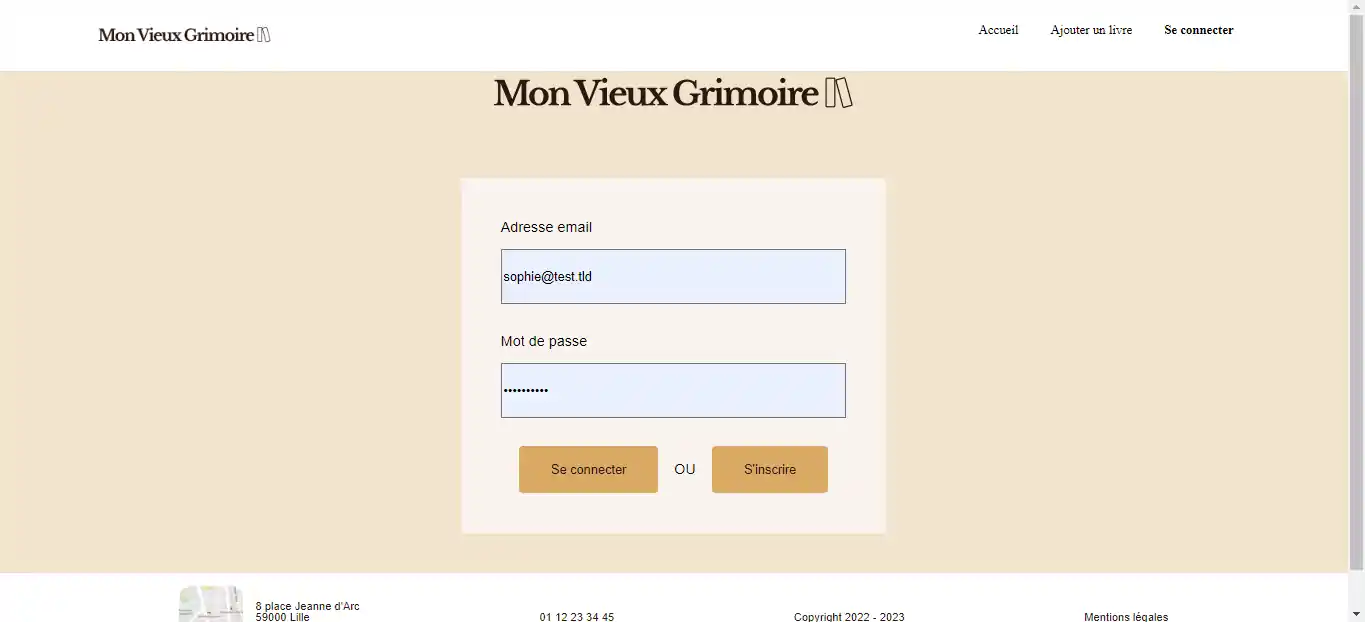 Mon Vieux Grimoire
Accueil
Ajouter un livre
Se connecter
Mon Vieux Grimoire
Adresse email
sophie@test.tld
Mot de passe
••••••••••
Se connecter
OU
S'inscrire
8 place Jeanne d'Arc
59000 Lille
01 12 23 34 45
Copyright 2022 - 2023
Mentions légales